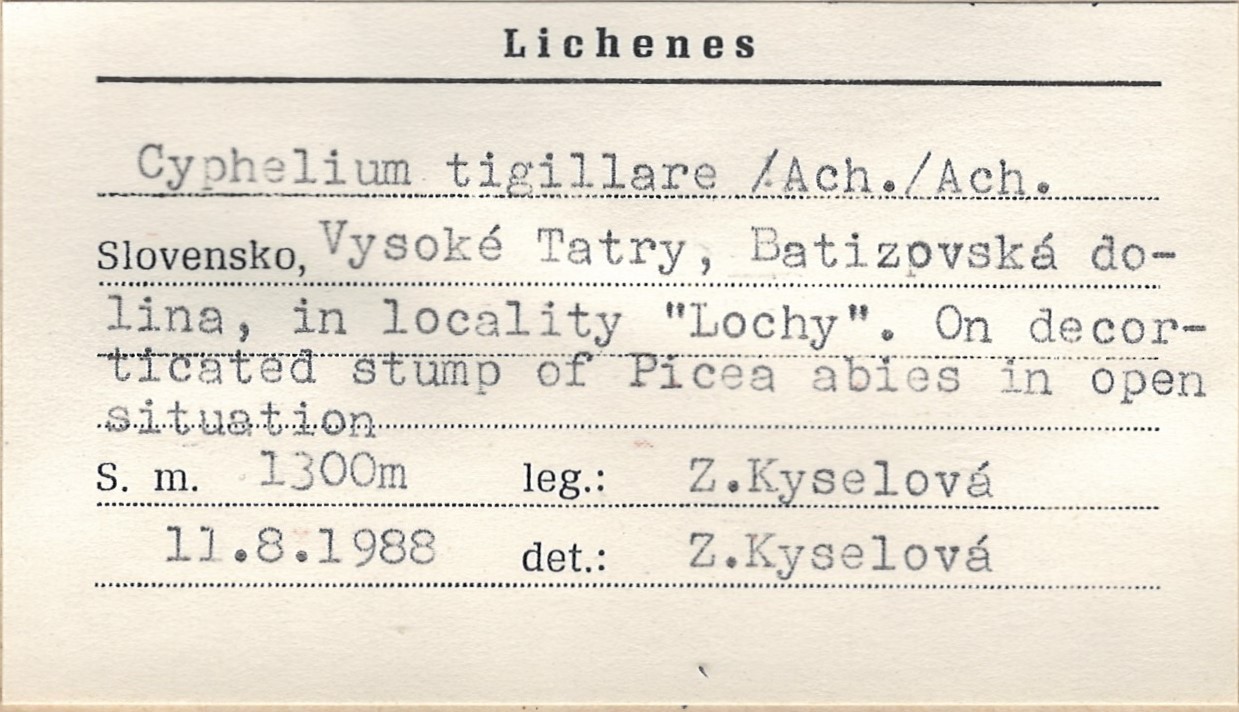 Lichenes
Cyphelium tigillare /Ach./Ach.
Slovensko, Vysoké Tatry, Batizovská do-
lina, in locality "Lochy". On decor-
ticated stump of Picea abies in open
situation
S. m. 1300m leg.: Z.Kyselová
11.8.1988 det.: Z.Kyselová